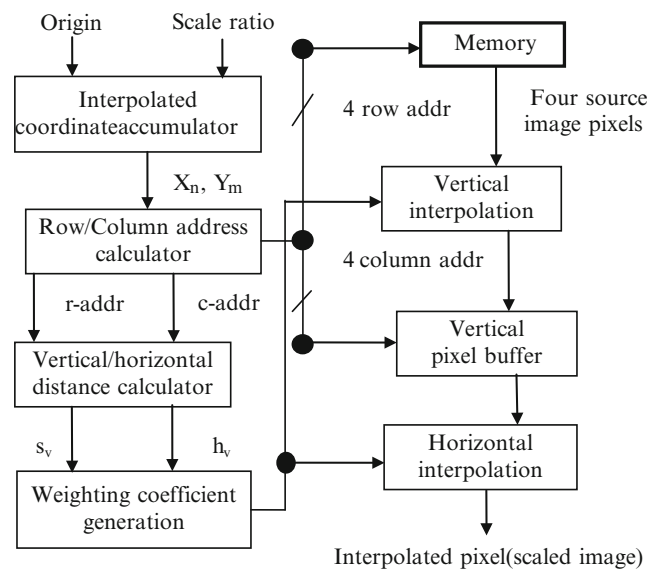 Origin
Scale ratio
Interpolated
coordinateaccumulator
Xn, Ym
Row/Column address
calculator
r-addr
c-addr
Vertical/horizontal
distance calculator
sv
hv
Weighting coefficient
generation
Memory
4 row addr
Four source
image pixels
Vertical
interpolation
4 column addr
Vertical
pixel buffer
Horizontal
interpolation
Interpolated pixel(scaled image)